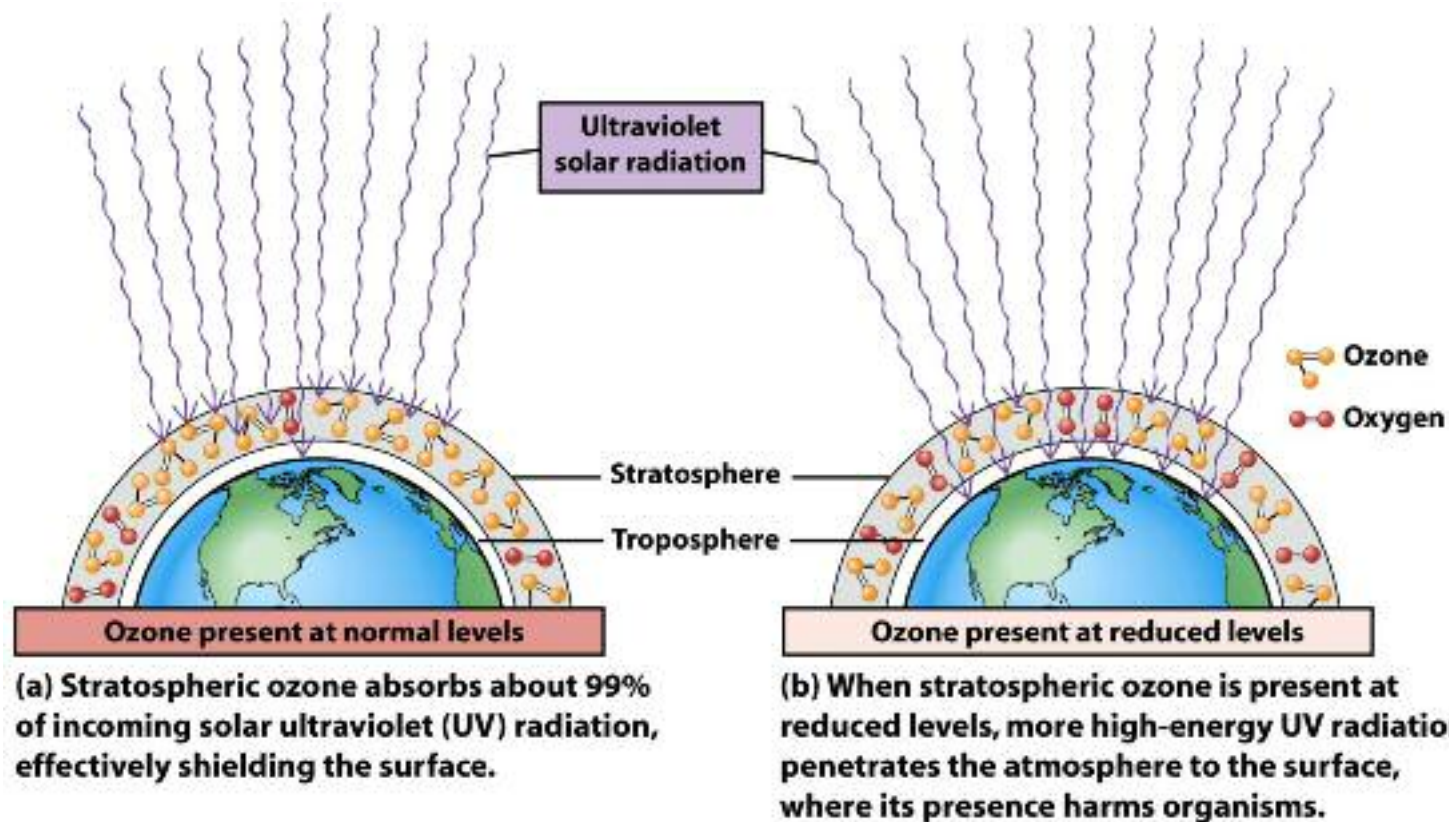 Ultraviolet
solar radiation
Ozone
Oxygen
Stratosphere
Troposphere
Ozone present at normal levels
Ozone present at reduced levels
(a) Stratospheric ozone absorbs about 99%
of incoming solar ultraviolet (UV) radiation,
effectively shielding the surface.
(b) When stratospheric ozone is present at
reduced levels, more high-energy UV radiatio
penetrates the atmosphere to the surface,
where its presence harms organisms.